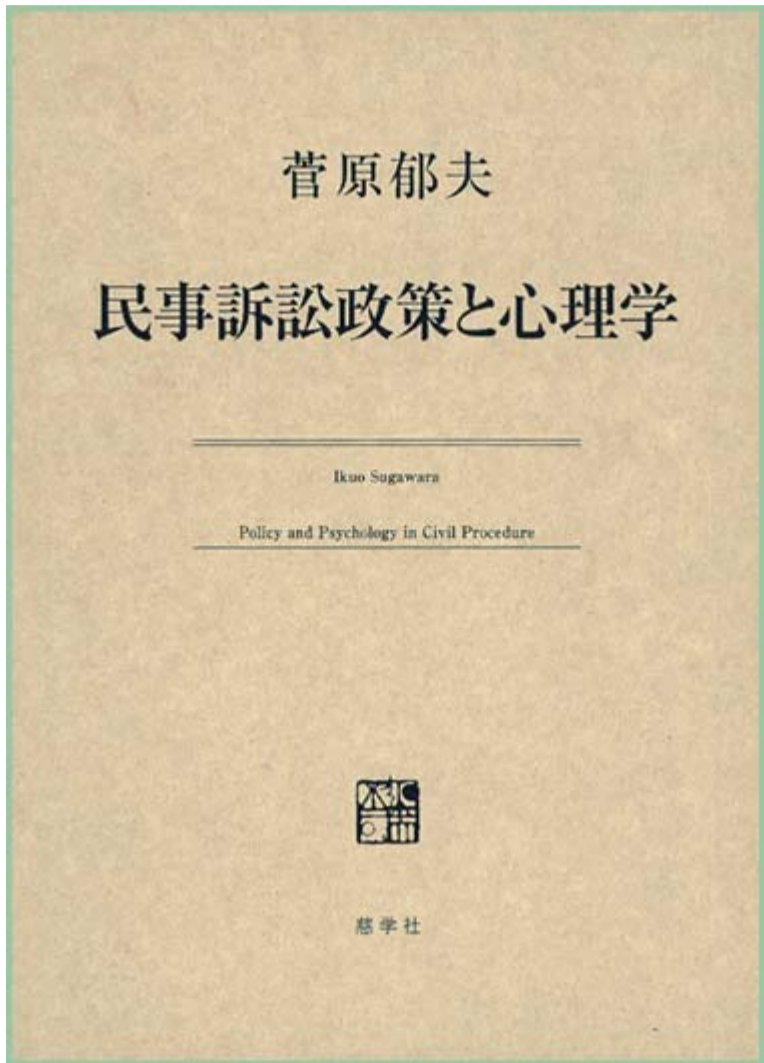 菅原郁夫
民事訴訟政策と心理学
Ikuo Sugawara
Policy and Psychology in Civil Procedure
慈学社